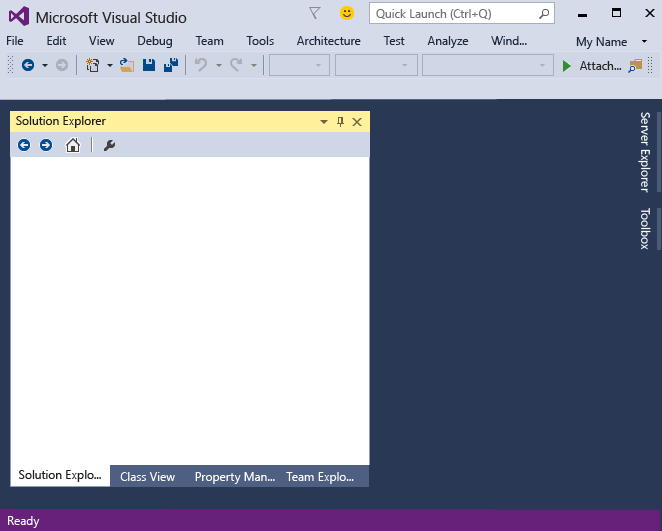 Microsoft Visual Studio
Quick Launch (Ctrl+Q)
File Edit View Debug Team Tools Architecture Test Analyze Wind... My Name
Attach...
Solution Explorer
Server Explorer
Toolbox
Solution Explo... Class View Property Man... Team Explo...
Ready